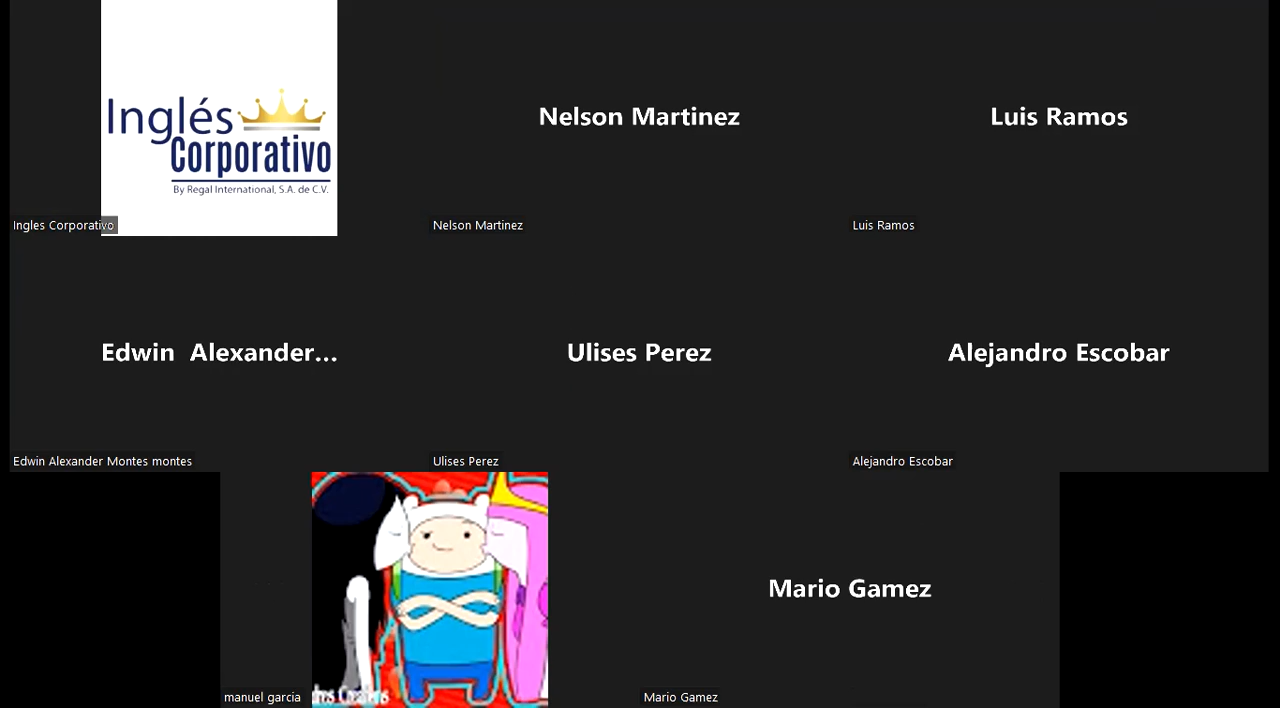 Inglés
Corporativo
By Regal International, S.A. de C.V.
Ingles Corporativo
Nelson Martinez
Nelson Martinez
Luis Ramos
Luis Ramos
Edwin Alexander...
Edwin Alexander Montes montes
Ulises Perez
Ulises Perez
Alejandro Escobar
Alejandro Escobar
manuel garcia
Mario Gamez
Mario Gamez